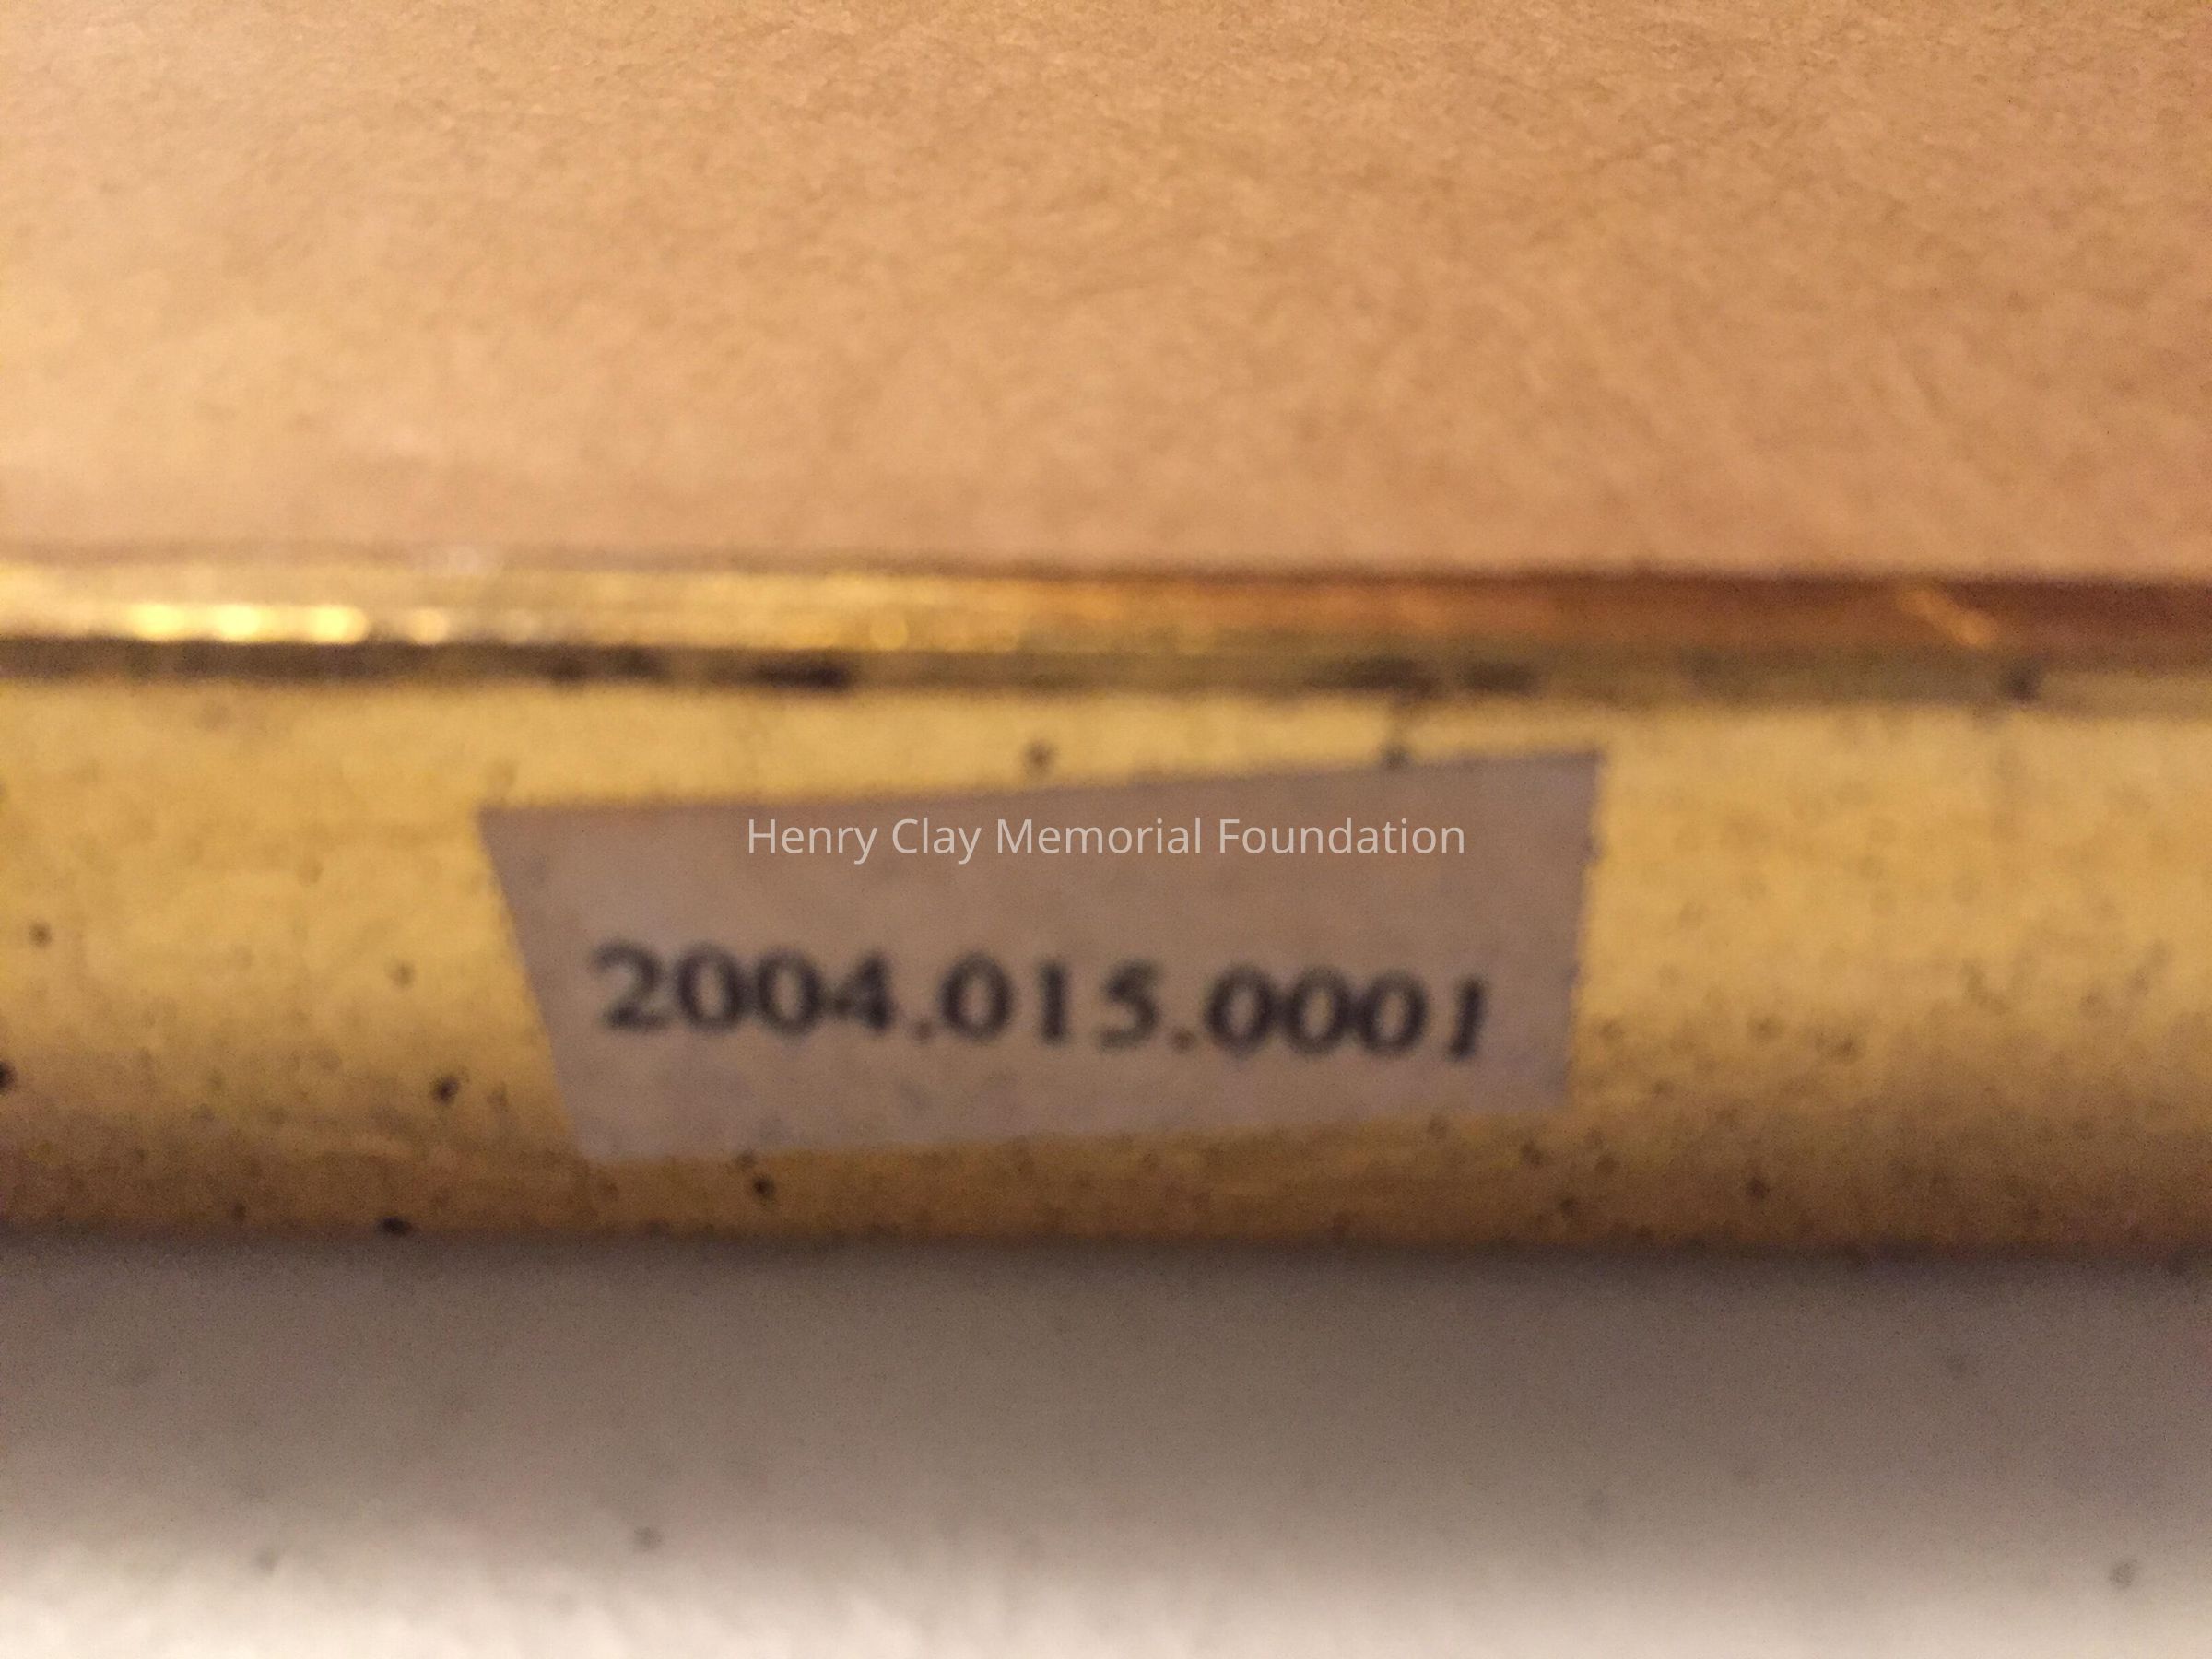 Henry Clay Memorial Foundation
2004.015.0001